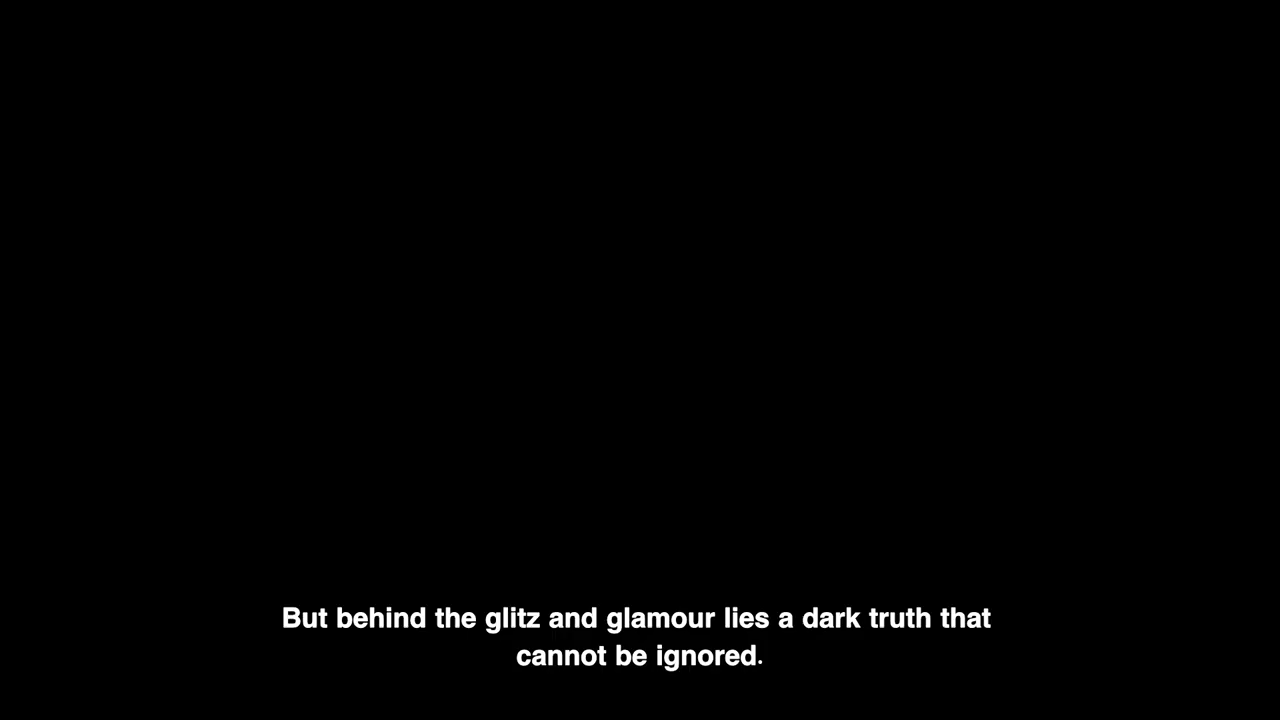 But behind the glitz and glamour lies a dark truth that
cannot be ignored.